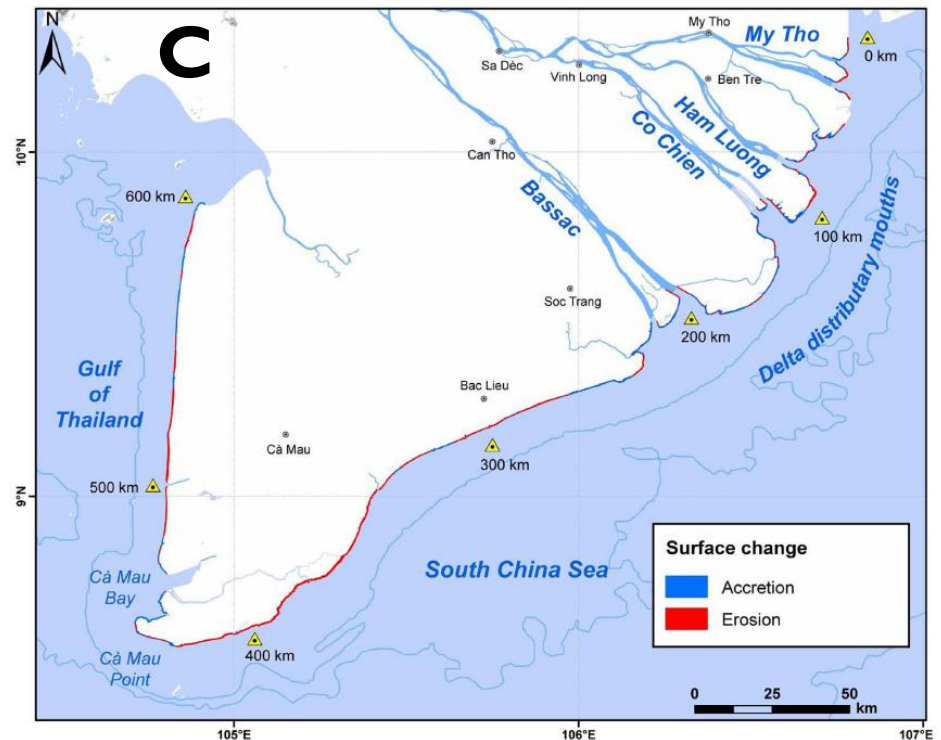 N
C
My Tho
My Tho
0 km
Sa Dèc
Vinh Long
Ben Tre
Ham Luong
Co Chien
10°N
Can Tho
Bassac
600 km
100 km
Delta distributary mouths
Soc Trang
200 km
Gulf
of
Thailand
Bac Lieu
Cà Mau
300 km
500 km
9°N
Surface change
Accretion
Erosion
South China Sea
Cà Mau
Bay
Cà Mau
Point
400 km
0
25
50
km
105°E
106°E
107°E